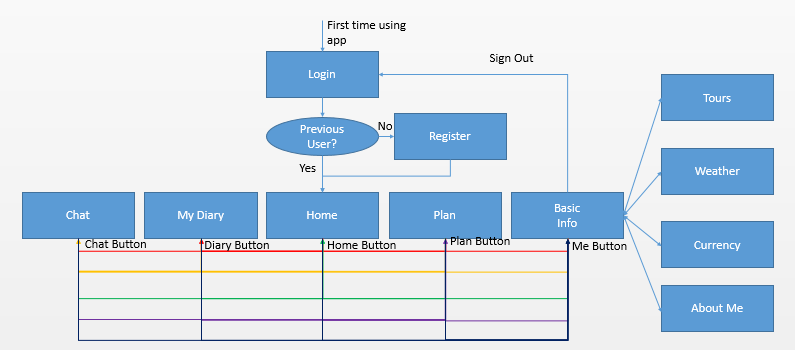 First time using
app
Sign Out
Login
Tours
Previous
User?
No
Register
Yes
Weather
Chat
My Diary
Home
Plan
Basic
Info
Chat Button
Diary Button
Home Button
Plan Button
Me Button
Currency
About Me